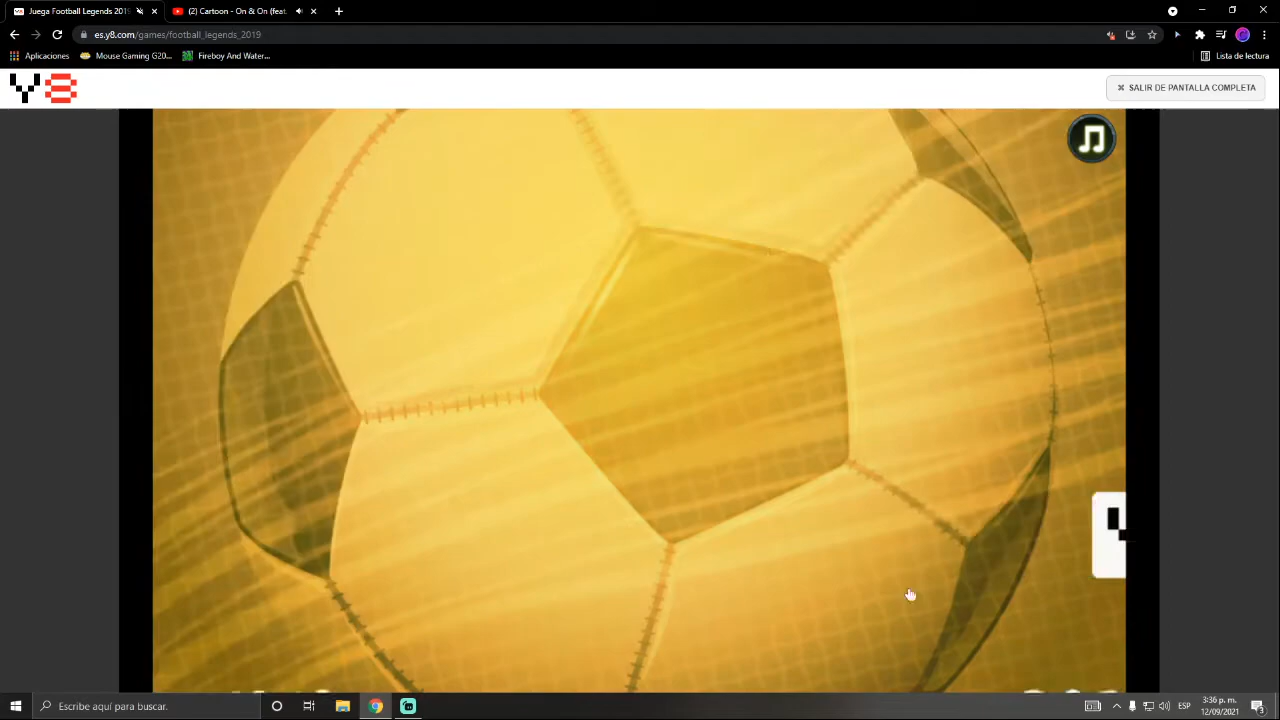 Juega Football Legends 2019
(2) Cartoon - On & On (feat.
es.y8.com/games/football_legends_2019
Aplicaciones
Mouse Gaming G20...
Fireboy And Water...
Lista de lectura
Y8
SALIR DE PANTALLA COMPLETA
Escribe aquí para buscar.
ESP
3:36 p. m.
12/09/2021
3